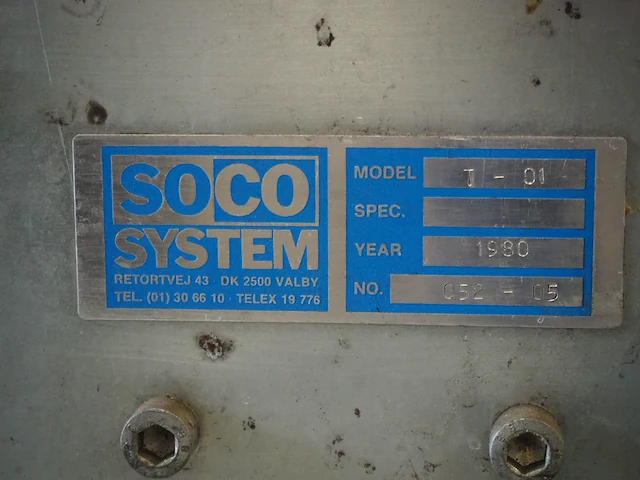 SOCO
SYSTEM
RETORTVEJ 43 · DK 2500 VALBY
TEL. (01) 30 66 10 · TELEX 19 776
MODEL T - 01
SPEC.
YEAR 1980
NO. 052 - 05